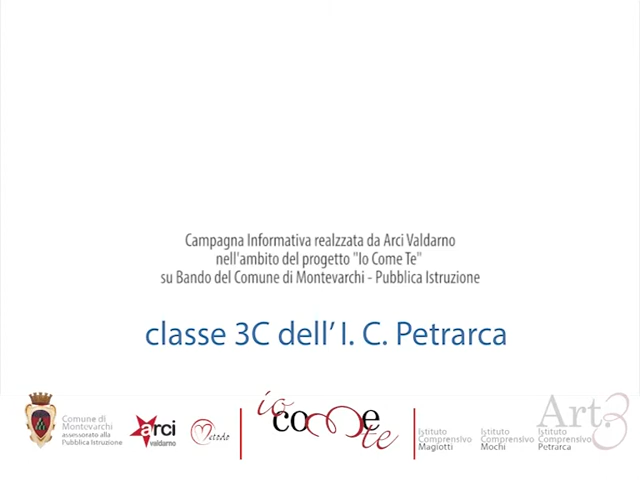 Campagna Informativa realzzata da Arci Valdarno
nell'ambito del progetto "Io Come Te"
su Bando del Comune di Montevarchi - Pubblica Istruzione
classe 3C dell' I. C. Petrarca
Comune di
Montevarchi
assessorato alla
Pubblica Istruzione
arci
valdarno
io
come
te
Istituto
Comprensivo
Magiotti
Istituto
Comprensivo
Mochi
Istituto
Comprensivo
Petrarca
Art.3